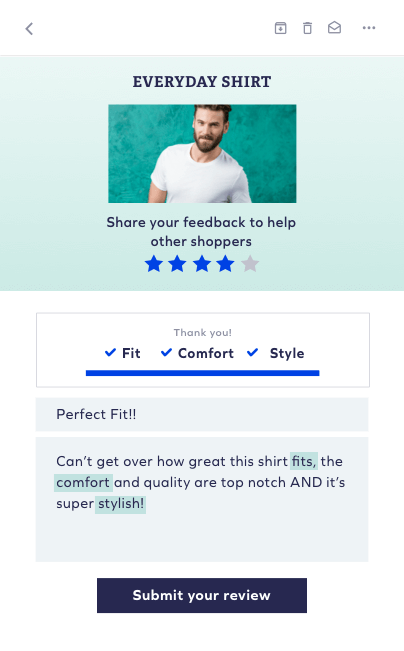 EVERYDAY SHIRT
Share your feedback to help
other shoppers
Thank you!
Fit Comfort Style
Perfect Fit!!
Can't get over how great this shirt fits, the
comfort and quality are top notch AND it's
super stylish!
Submit your review